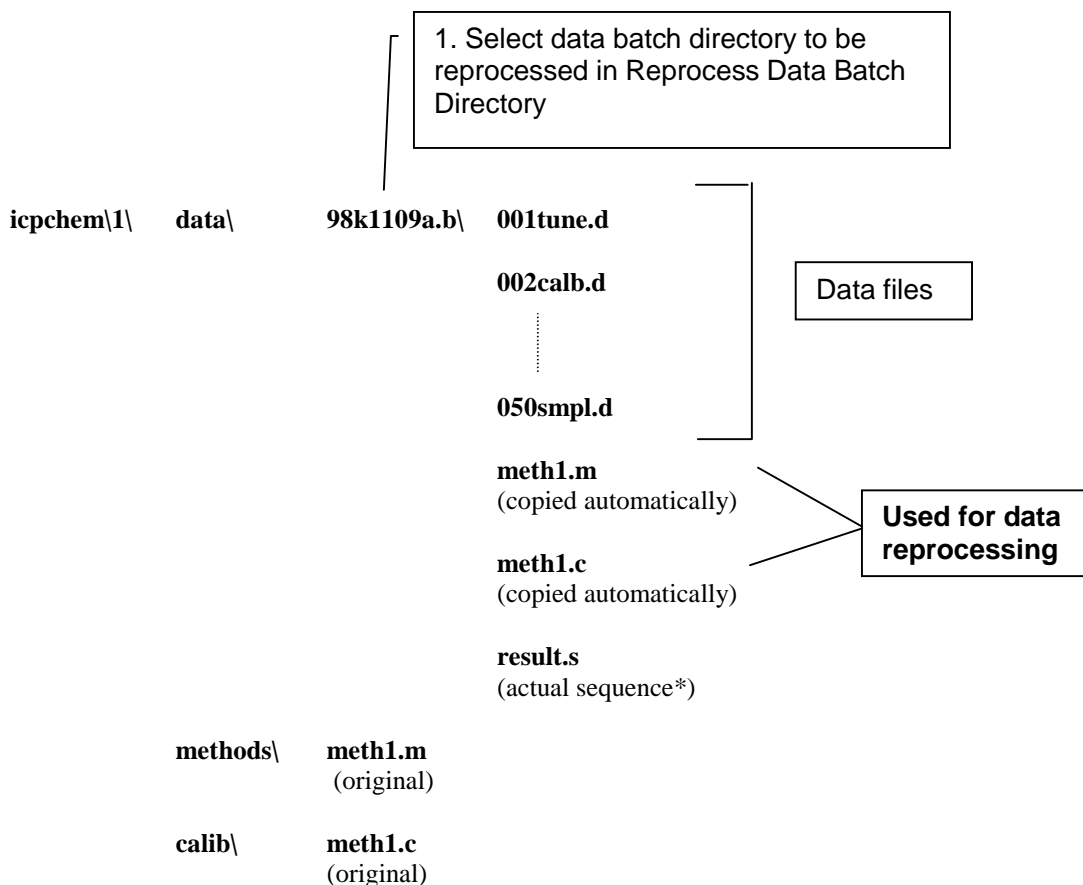 1. Select data batch directory to be
reprocessed in Reprocess Data Batch
Directory
icpchem\1\ data\ 98k1109a.b\ 001tune.d
002calb.d
Data files
050smpl.d
meth1.m
(copied automatically)
Used for data
reprocessing
meth1.c
(copied automatically)
result.s
(actual sequence*)
methods\ meth1.m
(original)
calib\ meth1.c
(original)